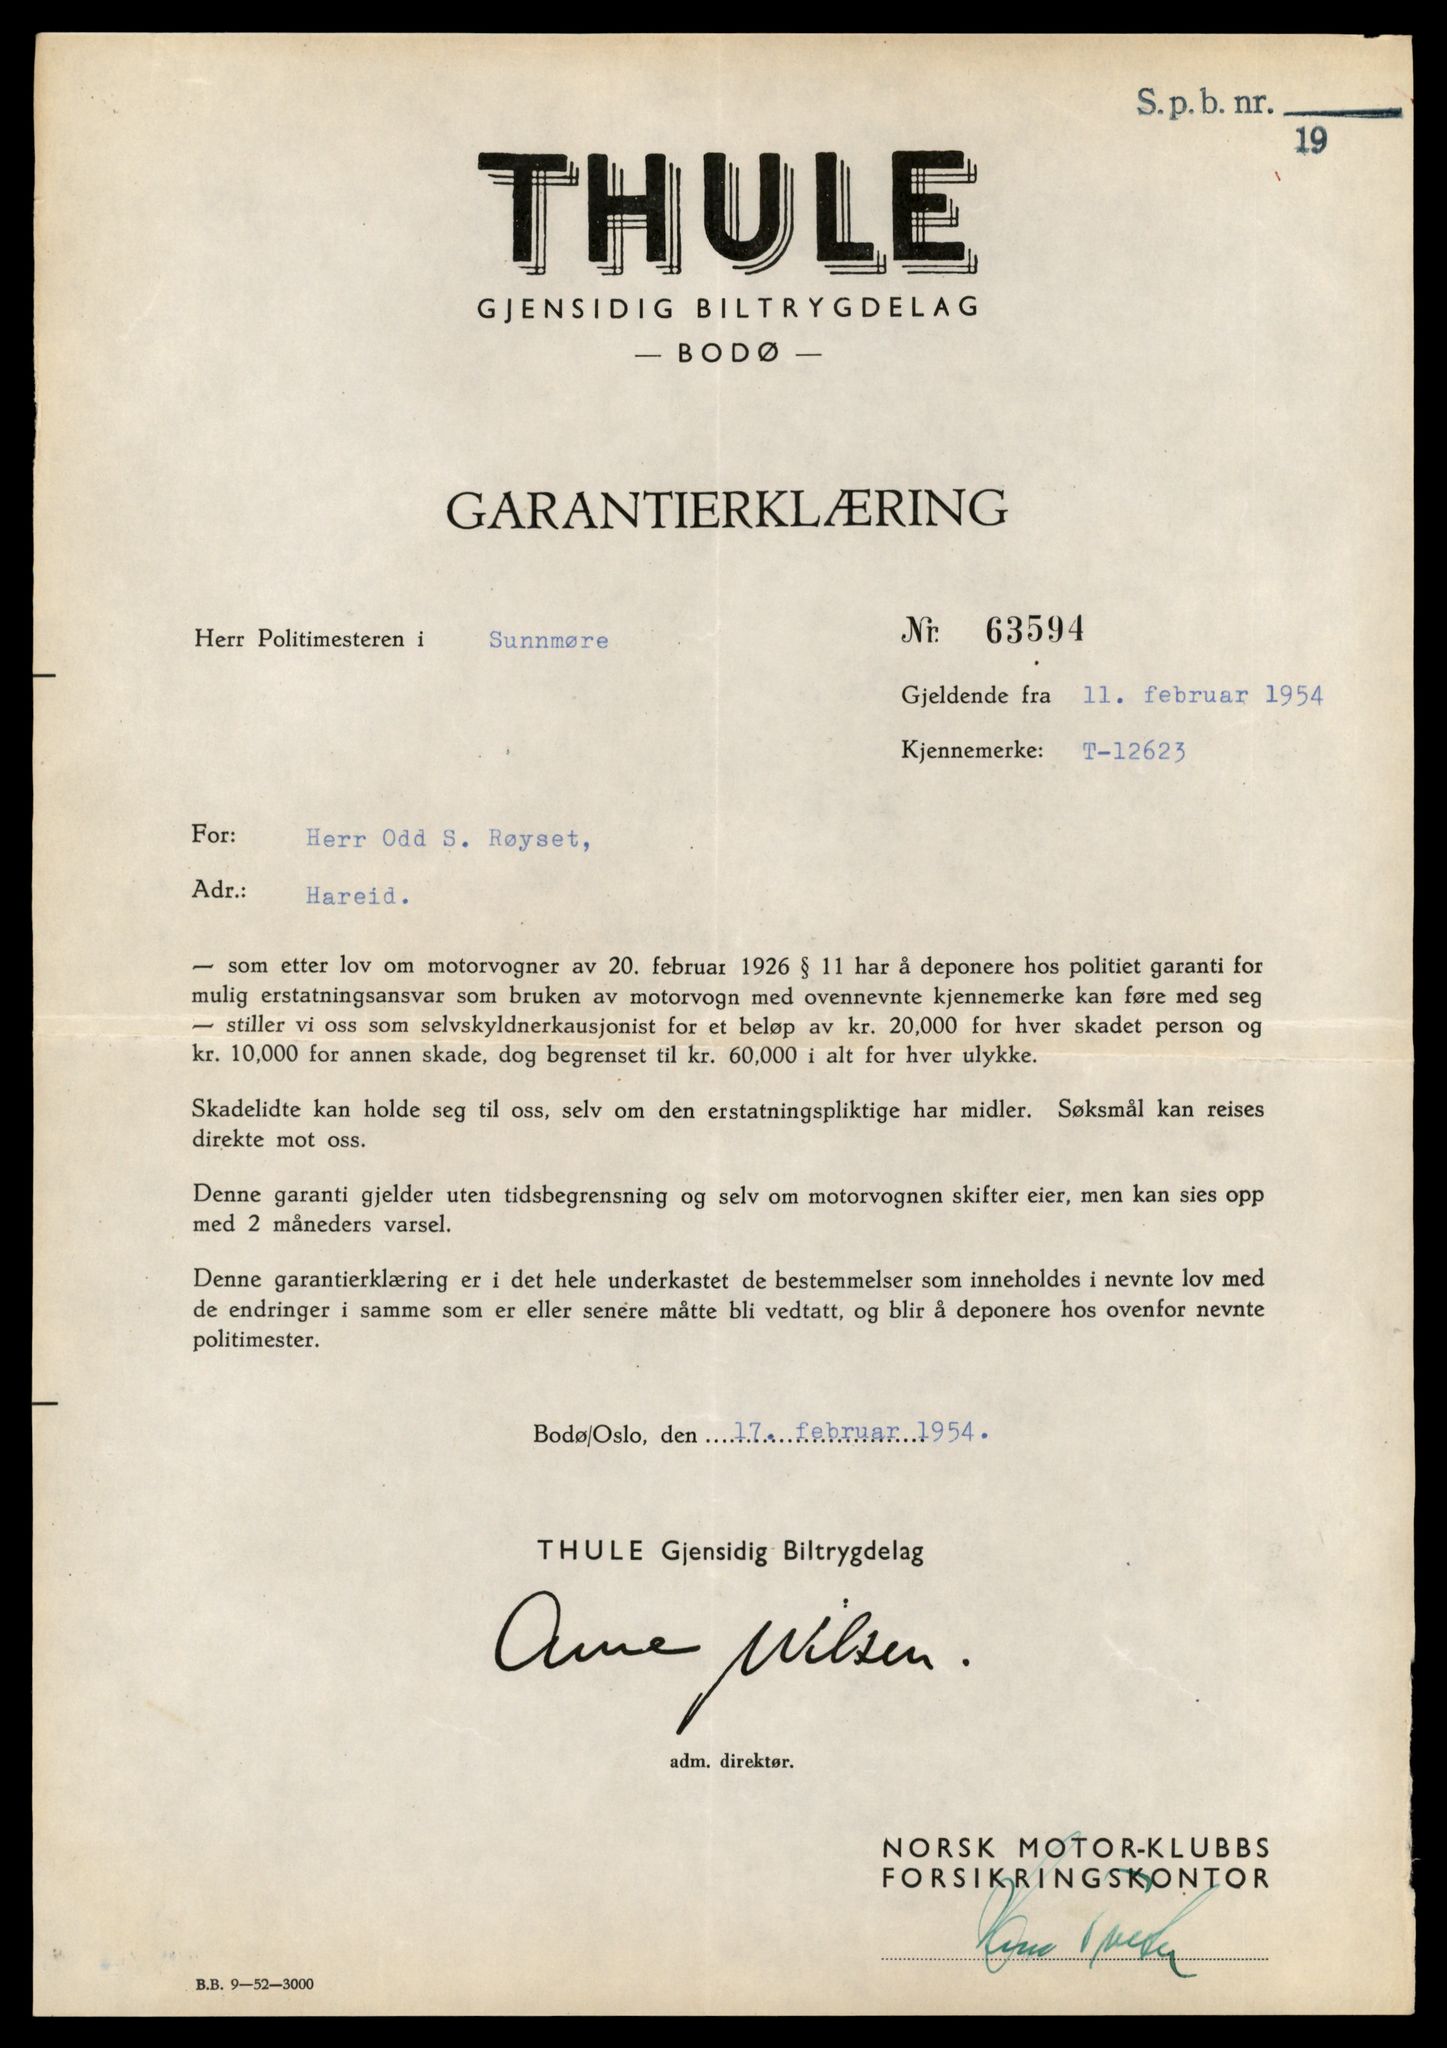 S.p.b. nr.
19
THULE
GJENSIDIG BILTRYGDELAG
— BODØ —
GARANTIERKLÆRING
Herr Politimesteren i Sunnmøre
Nr. 63594
Gjeldende fra 11. februar 1954
Kjennemerke: T-12623
For: Herr Odd S. Røyset,
Adr.: Hareid.
— som etter lov om motorvogner av 20. februar 1926 § 11 har å deponere hos politiet garanti for
mulig erstatningsansvar som bruken av motorvogn med ovennevnte kjennemerke kan føre med seg
— stiller vi oss som selvskyldnerkausjonist for et beløp av kr. 20,000 for hver skadet person og
kr. 10,000 for annen skade, dog begrenset til kr. 60,000 i alt for hver ulykke.
Skadelidte kan holde seg til oss, selv om den erstatningspliktige har midler. Søksmål kan reises
direkte mot oss.
Denne garanti gjelder uten tidsbegrensning og selv om motorvognen skifter eier, men kan sies opp
med 2 måneders varsel.
Denne garantierklæring er i det hele underkastet de bestemmelser som inneholdes i nevnte lov med
de endringer i samme som er eller senere måtte bli vedtatt, og blir å deponere hos ovenfor nevnte
politimester.
Bodø/Oslo, den 17. februar 1954.
THULE Gjensidig Biltrygdelag
Arne Nilsen.
adm. direktør.
NORSK MOTOR-KLUBBS
FORSIKRINGSKONTOR
B.B. 9—52—3000